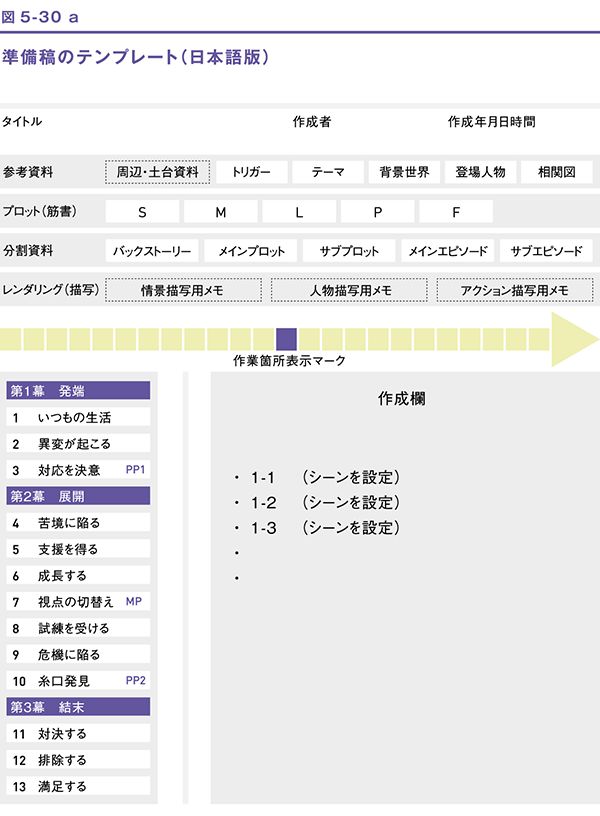 図5-30 a
準備稿のテンプレート(日本語版)
タイトル 作成者 作成年月日時間
参考資料 周辺・土台資料 トリガー テーマ 背景世界 登場人物 相関図
プロット(筋書) S M L P F
分割資料 バックストーリー メインプロット サブプロット メインエピソード サブエピソード
レンダリング(描写) 情景描写用メモ 人物描写用メモ アクション描写用メモ
作業箇所表示マーク
第1幕 発端
1 いつもの生活
2 異変が起こる
3 対応を決意 PP1
第2幕 展開
4 苦境に陥る
5 支援を得る
6 成長する
7 視点の切替え MP
8 試練を受ける
9 危機に陥る
10 糸口発見 PP2
第3幕 結末
11 対決する
12 排除する
13 満足する
作成欄
・ 1-1 (シーンを設定)
・ 1-2 (シーンを設定)
・ 1-3 (シーンを設定)
・
・